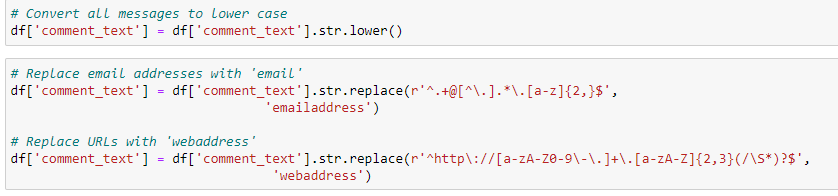 # Convert all messages to lower case
df['comment_text'] = df['comment_text'].str.lower()
# Replace email addresses with 'email'
df['comment_text'] = df['comment_text'].str.replace(r'^.+@[^\.].*\.[a-z]{2,}$',
'emailaddress')
# Replace URLs with 'webaddress'
df['comment_text'] = df['comment_text'].str.replace(r'^http\://[a-zA-Z0-9\-\.]+\.[a-zA-Z]{2,3}(/\S*)?$',
'webaddress')